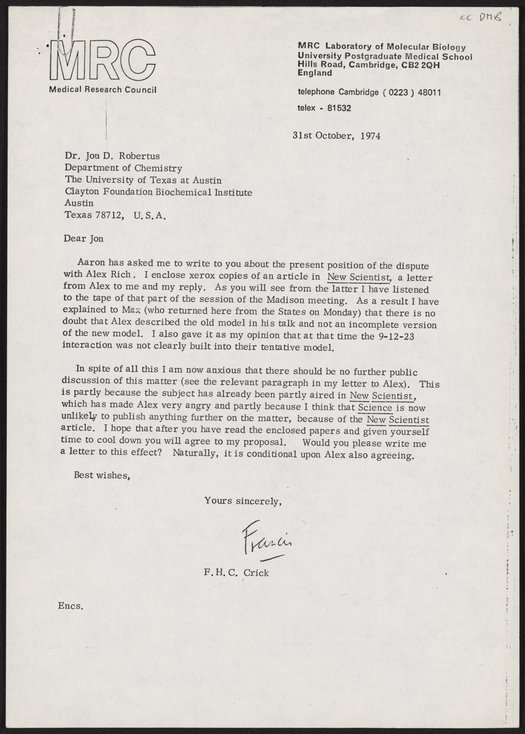 cc DMB
MRC
Medical Research Council
MRC Laboratory of Molecular Biology
University Postgraduate Medical School
Hills Road, Cambridge, CB2 2QH
England
telephone Cambridge ( 0223 ) 48011
telex - 81532
31st October, 1974
Dr. Jon D. Robertus
Department of Chemistry
The University of Texas at Austin
Clayton Foundation Biochemical Institute
Austin
Texas 78712, U.S.A.
Dear Jon
Aaron has asked me to write to you about the present position of the dispute
with Alex Rich. I enclose xerox copies of an article in New Scientist, a letter
from Alex to me and my reply. As you will see from the latter I have listened
to the tape of that part of the session of the Madison meeting. As a result I have
explained to Max (who returned here from the States on Monday) that there is no
doubt that Alex described the old model in his talk and not an incomplete version
of the new model. I also gave it as my opinion that at that time the 9-12-23
interaction was not clearly built into their tentative model.
In spite of all this I am now anxious that there should be no further public
discussion of this matter (see the relevant paragraph in my letter to Alex). This
is partly because the subject has already been partly aired in New Scientist,
which has made Alex very angry and partly because I think that Science is now
unlikely to publish anything further on the matter, because of the New Scientist
article. I hope that after you have read the enclosed papers and given yourself
time to cool down you will agree to my proposal. Would you please write me
a letter to this effect? Naturally, it is conditional upon Alex also agreeing.
Best wishes,
Yours sincerely,
Francis
F.H.C. Crick
Encs.